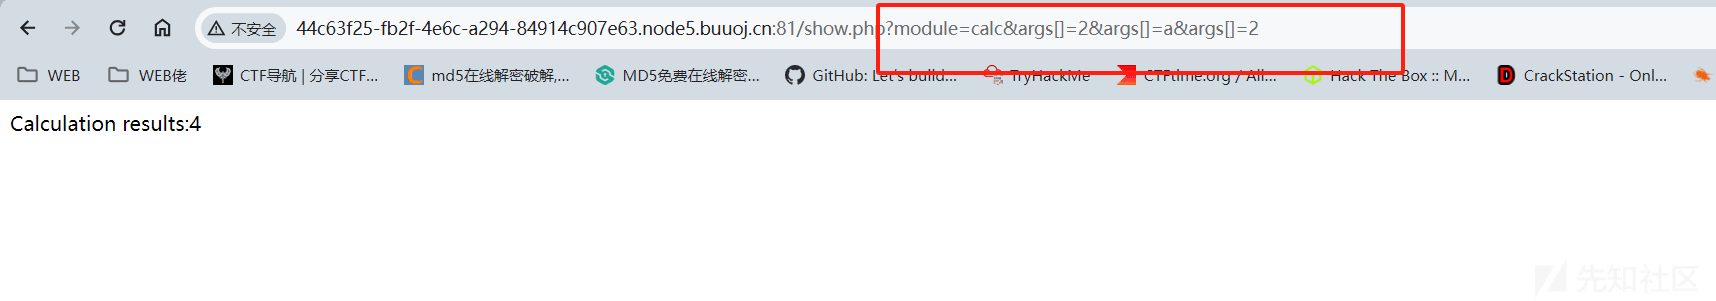 不安全 44c63f25-fb2f-4e6c-a294-84914c907e63.node5.buuoj.cn:81/show.php?module=calc&args[]=2&args[]=a&args[]=2
WEB WEB佬 CTF导航 | 分享CTF... md5在线解密破解,... MD5免费在线解密... GitHub: Let's build... TryHackMe CTFtime.org / All... Hack The Box :: M... CrackStation - Onl...
Calculation results:4
先知社区